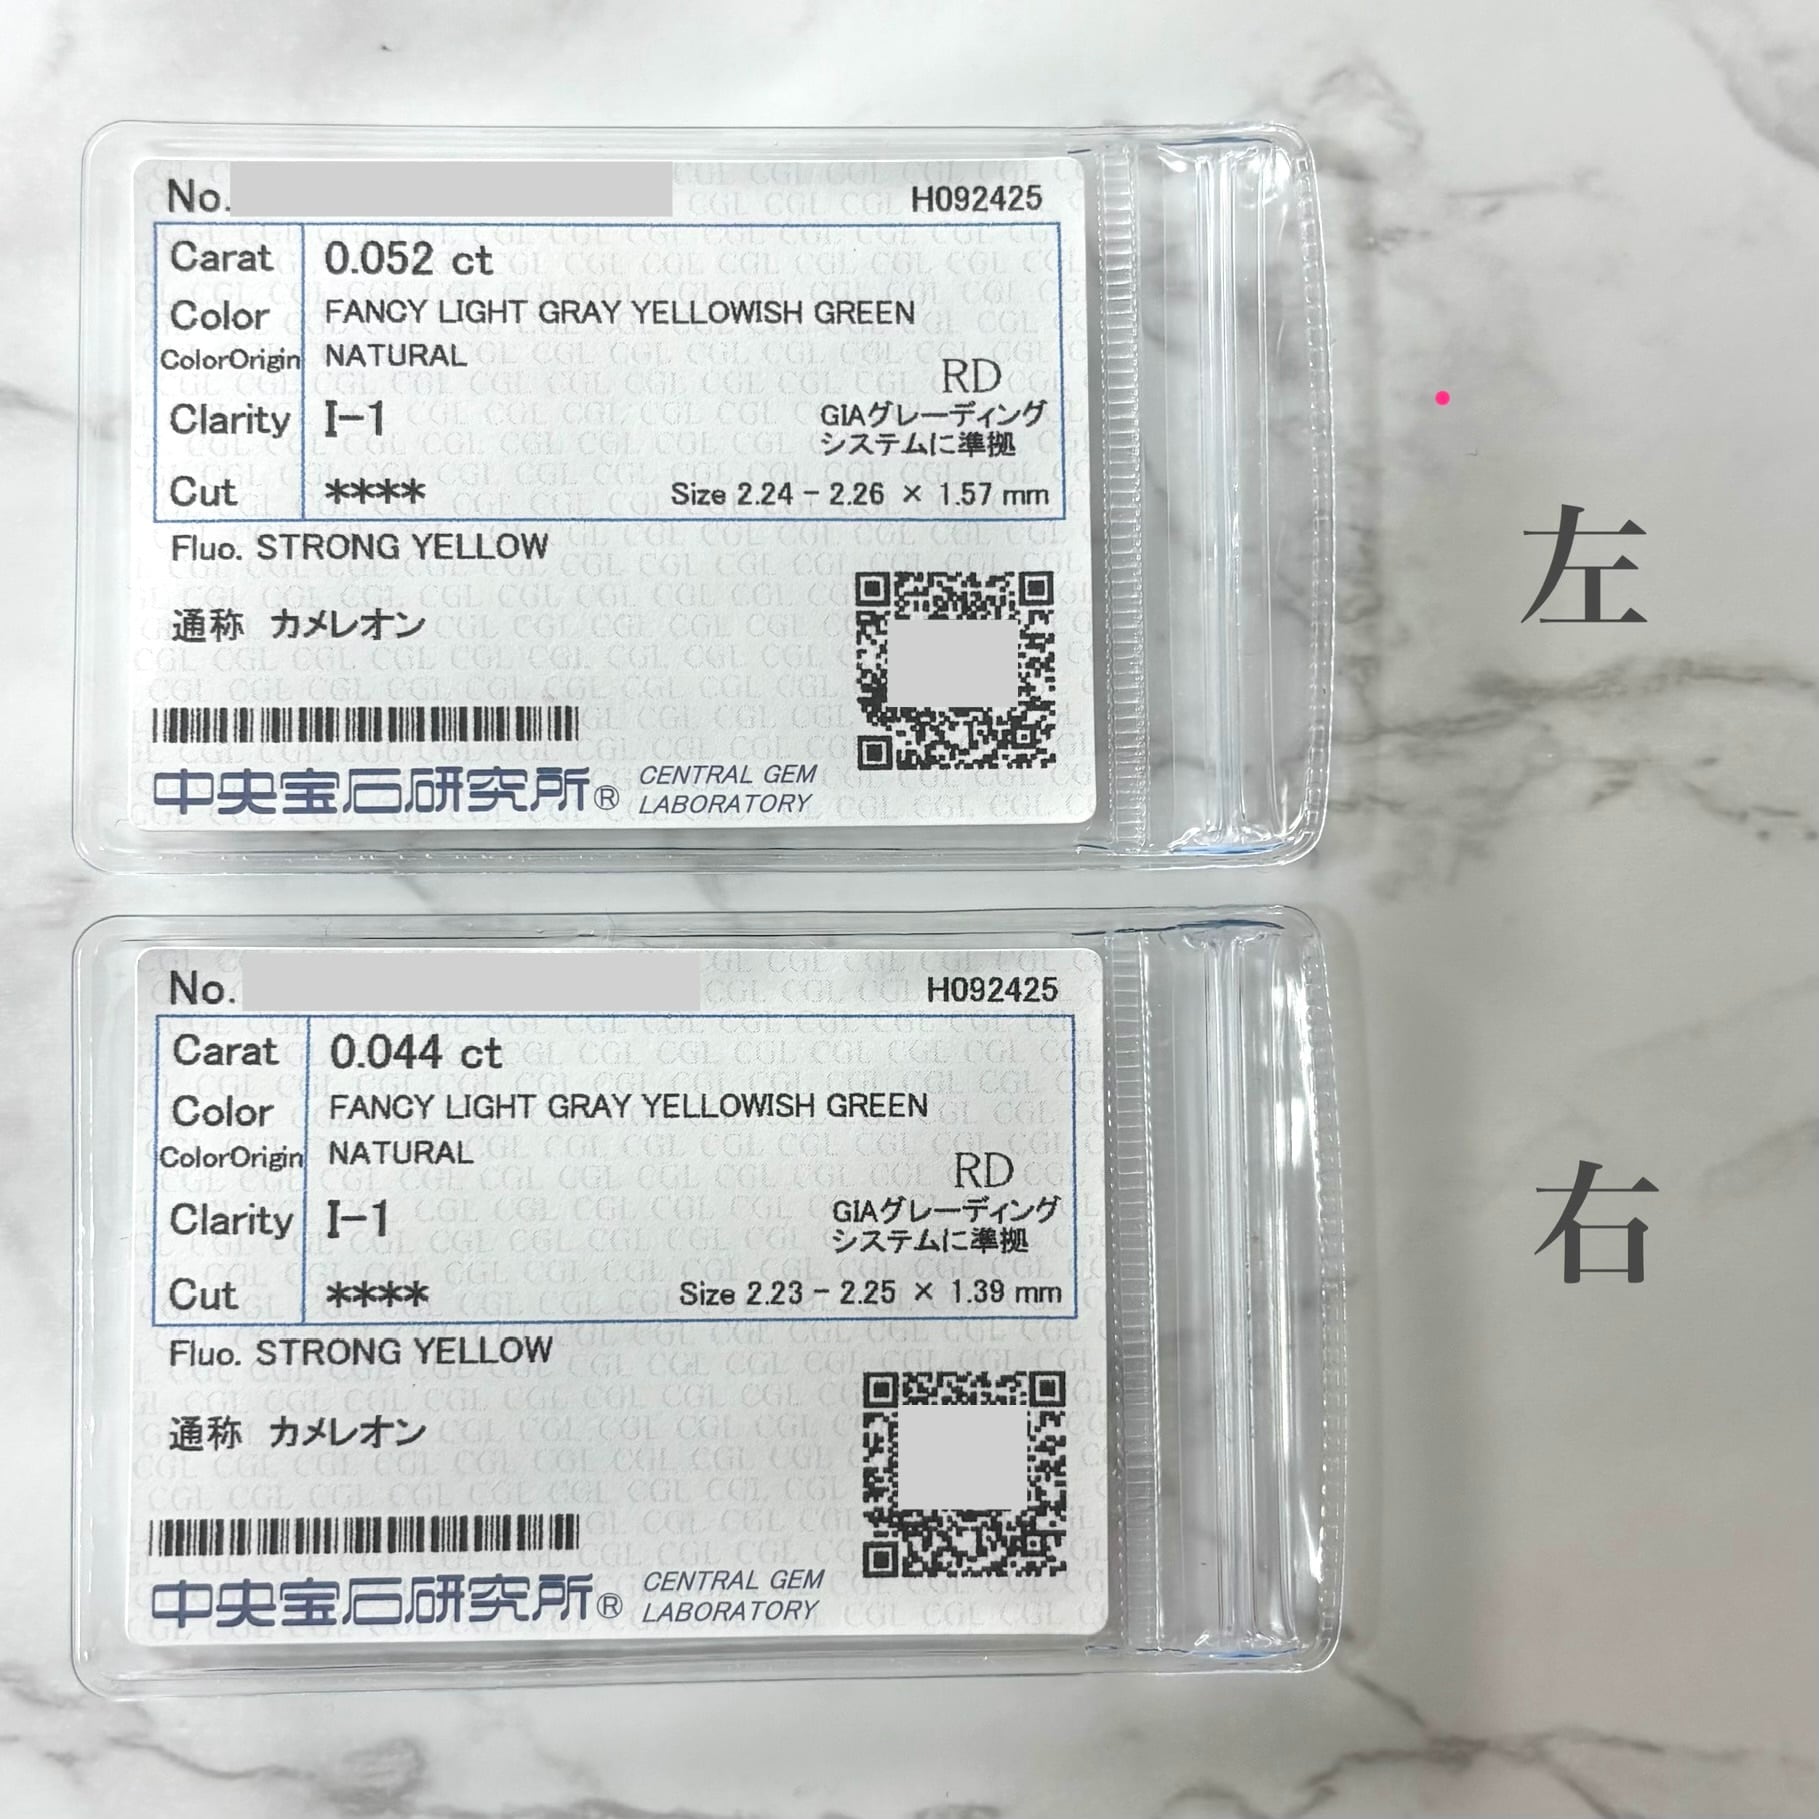 No. H092425
Carat 0.052 ct
Color FANCY LIGHT GRAY YELLOWISH GREEN
ColorOrigin NATURAL
RD
Clarity I-1
GIAグレーディング
システムに準拠
Cut **** Size 2.24 - 2.26 × 1.57 mm
Fluo. STRONG YELLOW
通称 カメレオン
中央宝石研究所® CENTRAL GEM
LABORATORY
左
No. H092425
Carat 0.044 ct
Color FANCY LIGHT GRAY YELLOWISH GREEN
ColorOrigin NATURAL
RD
Clarity I-1
GIAグレーディング
システムに準拠
Cut **** Size 2.23 - 2.25 × 1.39 mm
Fluo. STRONG YELLOW
通称 カメレオン
中央宝石研究所® CENTRAL GEM
LABORATORY
右